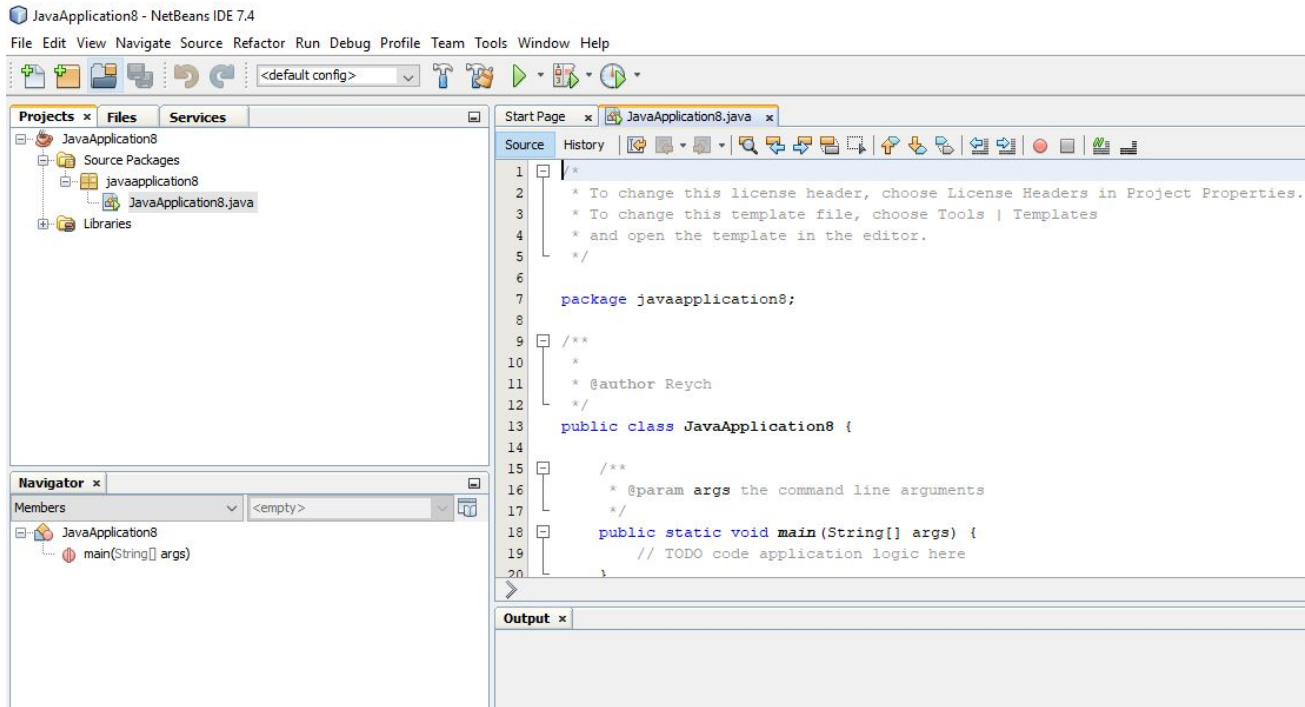 JavaApplication8 - NetBeans IDE 7.4
File Edit View Navigate Source Refactor Run Debug Profile Team Tools Window Help
<default config>
Projects × Files Services
JavaApplication8
Source Packages
javaapplication8
JavaApplication8.java
Libraries
Navigator ×
Members <empty>
JavaApplication8
main(String[] args)
Start Page × JavaApplication8.java ×
Source History
1 /*
2 * To change this license header, choose License Headers in Project Properties.
3 * To change this template file, choose Tools | Templates
4 * and open the template in the editor.
5 */
6
7 package javaapplication8;
8
9 /**
10 *
11 * @author Reych
12 */
13 public class JavaApplication8 {
14
15 /**
16 * @param args the command line arguments
17 */
18 public static void main(String[] args) {
19 // TODO code application logic here
20 }
Output ×